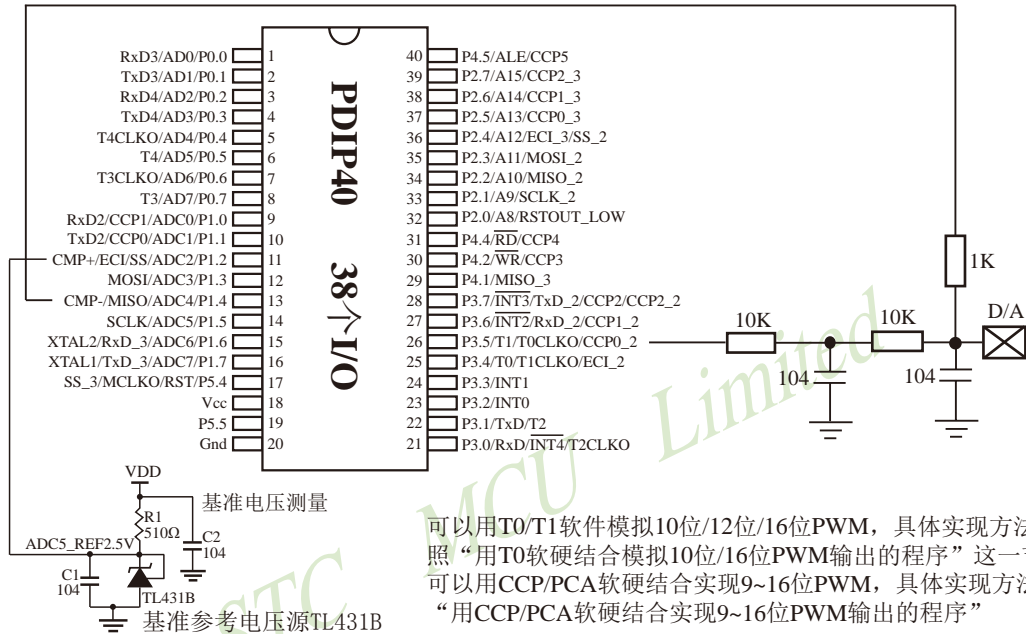 PDIP40 38个I/O
RxD3/AD0/P0.0 1
TxD3/AD1/P0.1 2
RxD4/AD2/P0.2 3
TxD4/AD3/P0.3 4
T4CLKO/AD4/P0.4 5
T4/AD5/P0.5 6
T3CLKO/AD6/P0.6 7
T3/AD7/P0.7 8
RxD2/CCP1/ADC0/P1.0 9
TxD2/CCP0/ADC1/P1.1 10
CMP+/ECI/SS/ADC2/P1.2 11
MOSI/ADC3/P1.3 12
CMP-/MISO/ADC4/P1.4 13
SCLK/ADC5/P1.5 14
XTAL2/RxD_3/ADC6/P1.6 15
XTAL1/TxD_3/ADC7/P1.7 16
SS_3/MCLKO/RST/P5.4 17
Vcc 18
P5.5 19
Gnd 20
40 P4.5/ALE/CCP5
39 P2.7/A15/CCP2_3
38 P2.6/A14/CCP1_3
37 P2.5/A13/CCP0_3
36 P2.4/A12/ECI_3/SS_2
35 P2.3/A11/MOSI_2
34 P2.2/A10/MISO_2
33 P2.1/A9/SCLK_2
32 P2.0/A8/RSTOUT_LOW
31 P4.4/RD/CCP4
30 P4.2/WR/CCP3
29 P4.1/MISO_3
28 P3.7/INT3/TxD_2/CCP2/CCP2_2
27 P3.6/INT2/RxD_2/CCP1_2
26 P3.5/T1/T0CLKO/CCP0_2
25 P3.4/T0/T1CLKO/ECI_2
24 P3.3/INT1
23 P3.2/INT0
22 P3.1/TxD/T2
21 P3.0/RxD/INT4/T2CLKO
1K
10K
10K
D/A
104
104
VDD
基准电压测量
R1
510Ω
C2
104
ADC5_REF2.5V
C1
104
TL431B
基准参考电压源TL431B
可以用T0/T1软件模拟10位/12位/16位PWM，具体实现方法
照“用T0软硬结合模拟10位/16位PWM输出的程序”这一
可以用CCP/PCA软硬结合实现9~16位PWM，具体实现方法
“用CCP/PCA软硬结合实现9~16位PWM输出的程序”
STC MCU Limited